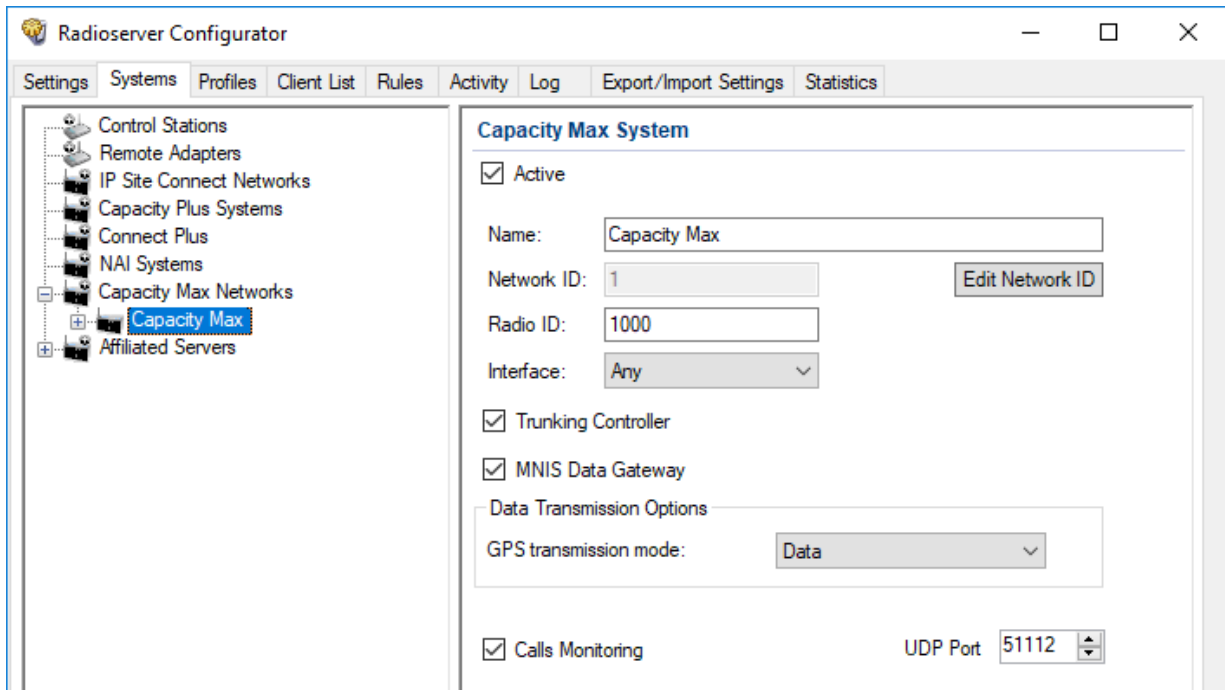 Radioserver Configurator
Settings Systems Profiles Client List Rules Activity Log Export/Import Settings Statistics
Control Stations
Remote Adapters
IP Site Connect Networks
Capacity Plus Systems
Connect Plus
NAI Systems
Capacity Max Networks
Capacity Max
Affiliated Servers
Capacity Max System
Active
Name: Capacity Max
Network ID: 1 Edit Network ID
Radio ID: 1000
Interface: Any
Trunking Controller
MNIS Data Gateway
Data Transmission Options
GPS transmission mode: Data
Calls Monitoring UDP Port 51112